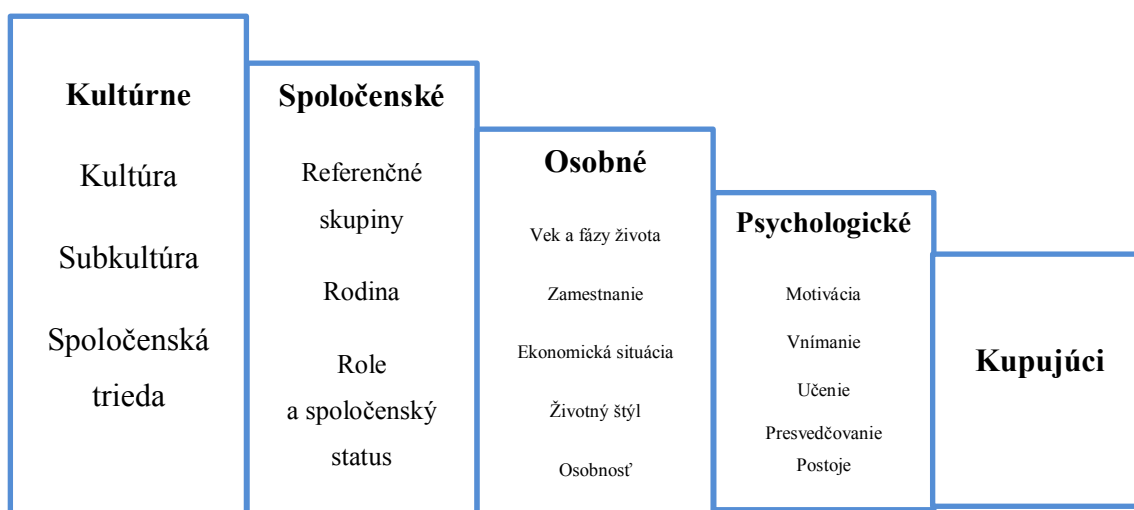 Kultúrne
Kultúra
Subkultúra
Spoločenská
trieda
Spoločenské
Referenčné
skupiny
Rodina
Role
a spoločenský
status
Osobné
Vek a fázy života
Zamestnanie
Ekonomická situácia
Životný štýl
Osobnosť
Psychologické
Motivácia
Vnímanie
Učenie
Presvedčovanie
Postoje
Kupujúci